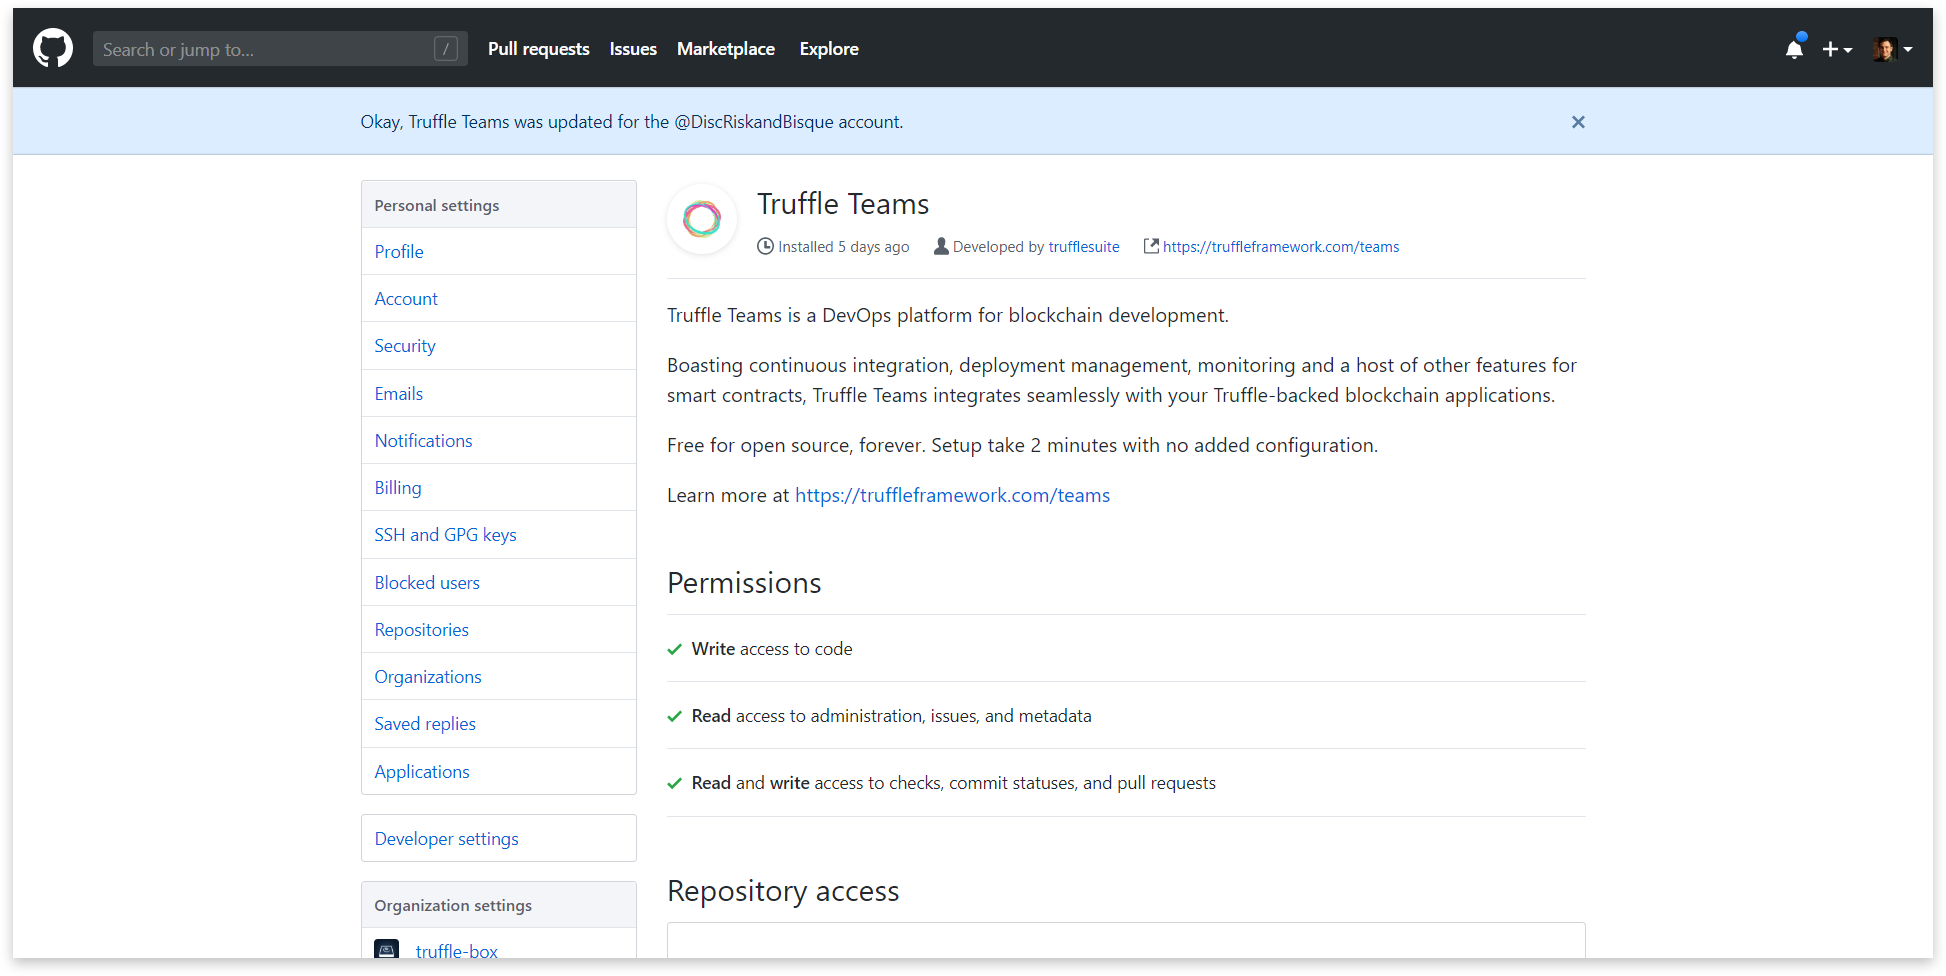 Search or jump to...
/
Pull requests
Issues
Marketplace
Explore
Okay, Truffle Teams was updated for the @DiscRiskandBisque account.
Personal settings
Profile
Account
Security
Emails
Notifications
Billing
SSH and GPG keys
Blocked users
Repositories
Organizations
Saved replies
Applications
Developer settings
Organization settings
truffle-box
Truffle Teams
Installed 5 days ago
Developed by trufflesuite
https://truffleframework.com/teams
Truffle Teams is a DevOps platform for blockchain development.
Boasting continuous integration, deployment management, monitoring and a host of other features for
smart contracts, Truffle Teams integrates seamlessly with your Truffle-backed blockchain applications.
Free for open source, forever. Setup take 2 minutes with no added configuration.
Learn more at https://truffleframework.com/teams
Permissions
Write access to code
Read access to administration, issues, and metadata
Read and write access to checks, commit statuses, and pull requests
Repository access